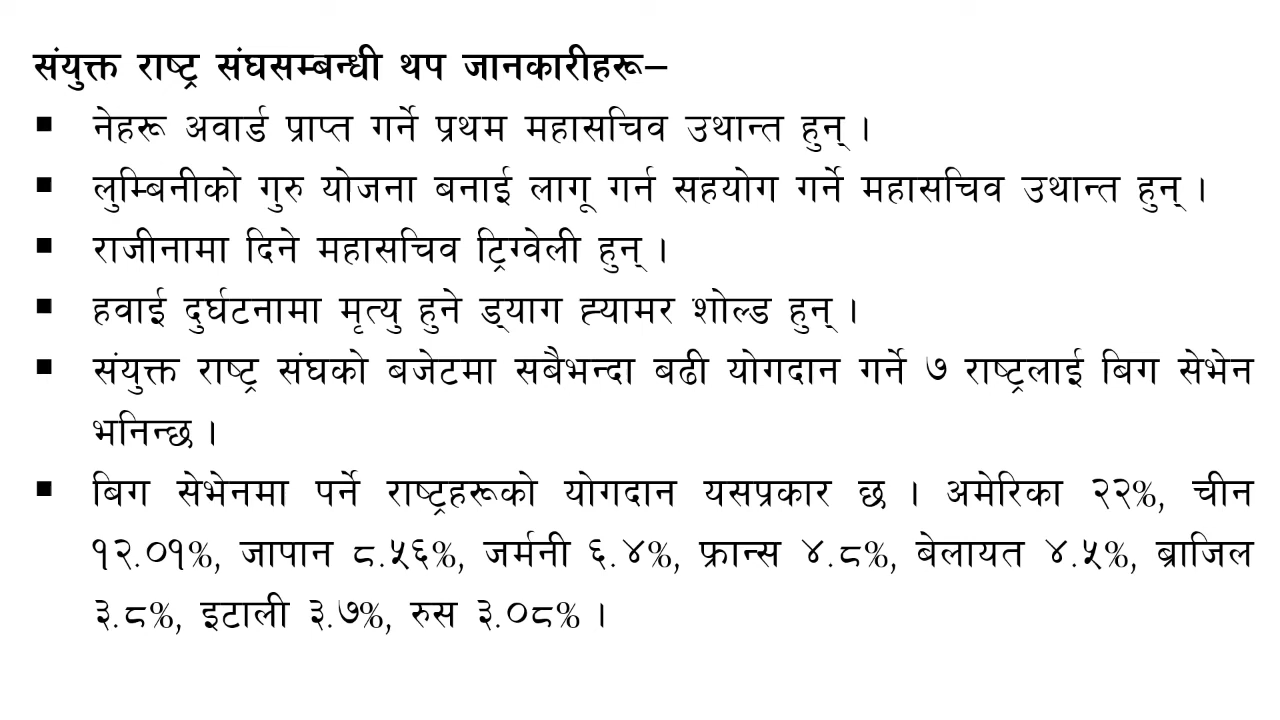 संयुक्त राष्ट्र संघसम्बन्धी थप जानकारीहरू–
▪ नेहरू अवार्ड प्राप्त गर्ने प्रथम महासचिव उथान्त हुन् ।
▪ लुम्बिनीको गुरु योजना बनाई लागू गर्न सहयोग गर्ने महासचिव उथान्त हुन् ।
▪ राजीनामा दिने महासचिव ट्रिग्वेली हुन् ।
▪ हवाई दुर्घटनामा मृत्यु हुने ड्याग ह्यामर शोल्ड हुन् ।
▪ संयुक्त राष्ट्र संघको बजेटमा सबैभन्दा बढी योगदान गर्ने ७ राष्ट्रलाई बिग सेभेन
भनिन्छ ।
▪ बिग सेभेनमा पर्ने राष्ट्रहरूको योगदान यसप्रकार छ । अमेरिका २२%, चीन
१२.०१%, जापान ८.५६%, जर्मनी ६.४%, फ्रान्स ४.८%, बेलायत ४.५%, ब्राजिल
३.८%, इटाली ३.७%, रुस ३.०८% ।